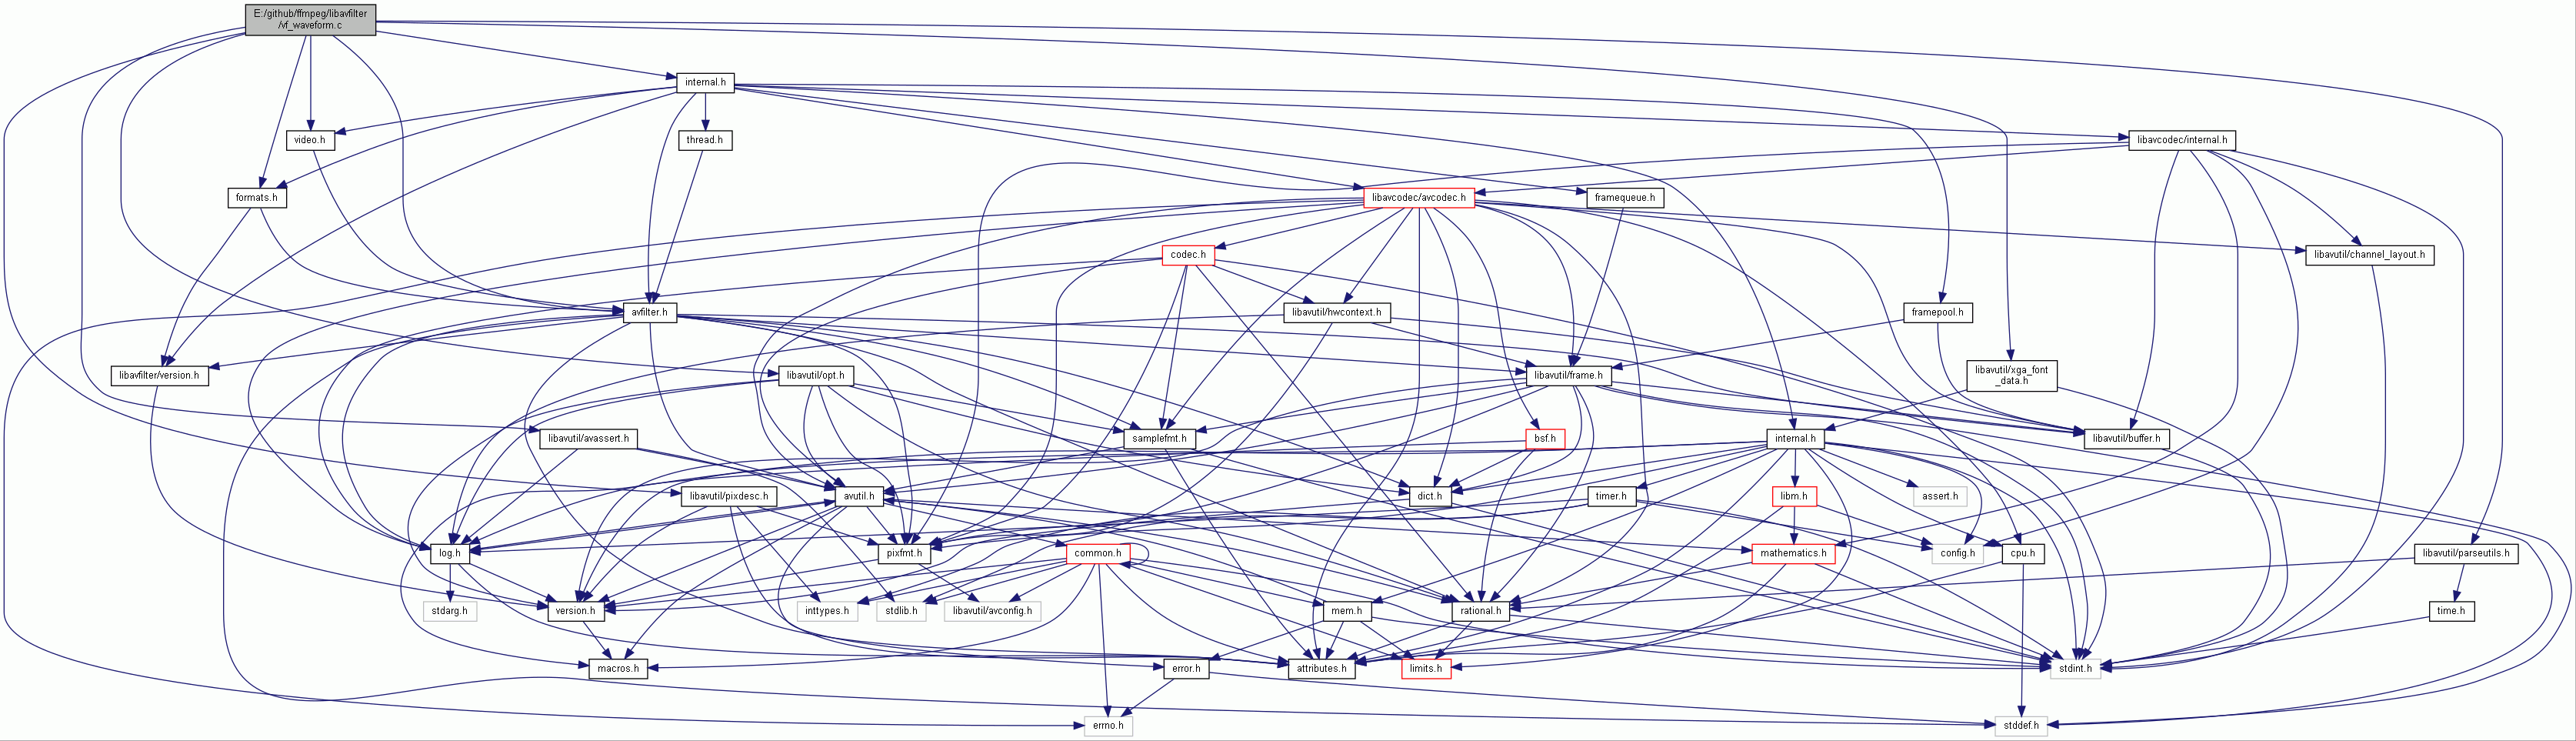 E:/github/ffmpeg/libavfilter
/vf_waveform.c
internal.h
video.h
thread.h
libavcodec/internal.h
formats.h
libavcodec/avcodec.h
framequeue.h
codec.h
libavutil/channel_layout.h
avfilter.h
libavutil/hwcontext.h
framepool.h
libavfilter/version.h
libavutil/opt.h
libavutil/frame.h
libavutil/xga_font
_data.h
libavutil/avassert.h
samplefmt.h
bsf.h
internal.h
libavutil/buffer.h
libavutil/pixdesc.h
avutil.h
dict.h
timer.h
libm.h
assert.h
log.h
pixfmt.h
common.h
mathematics.h
config.h
cpu.h
libavutil/parseutils.h
stdarg.h
version.h
inttypes.h
stdlib.h
libavutil/avconfig.h
mem.h
rational.h
time.h
macros.h
error.h
attributes.h
limits.h
stdint.h
errno.h
stddef.h